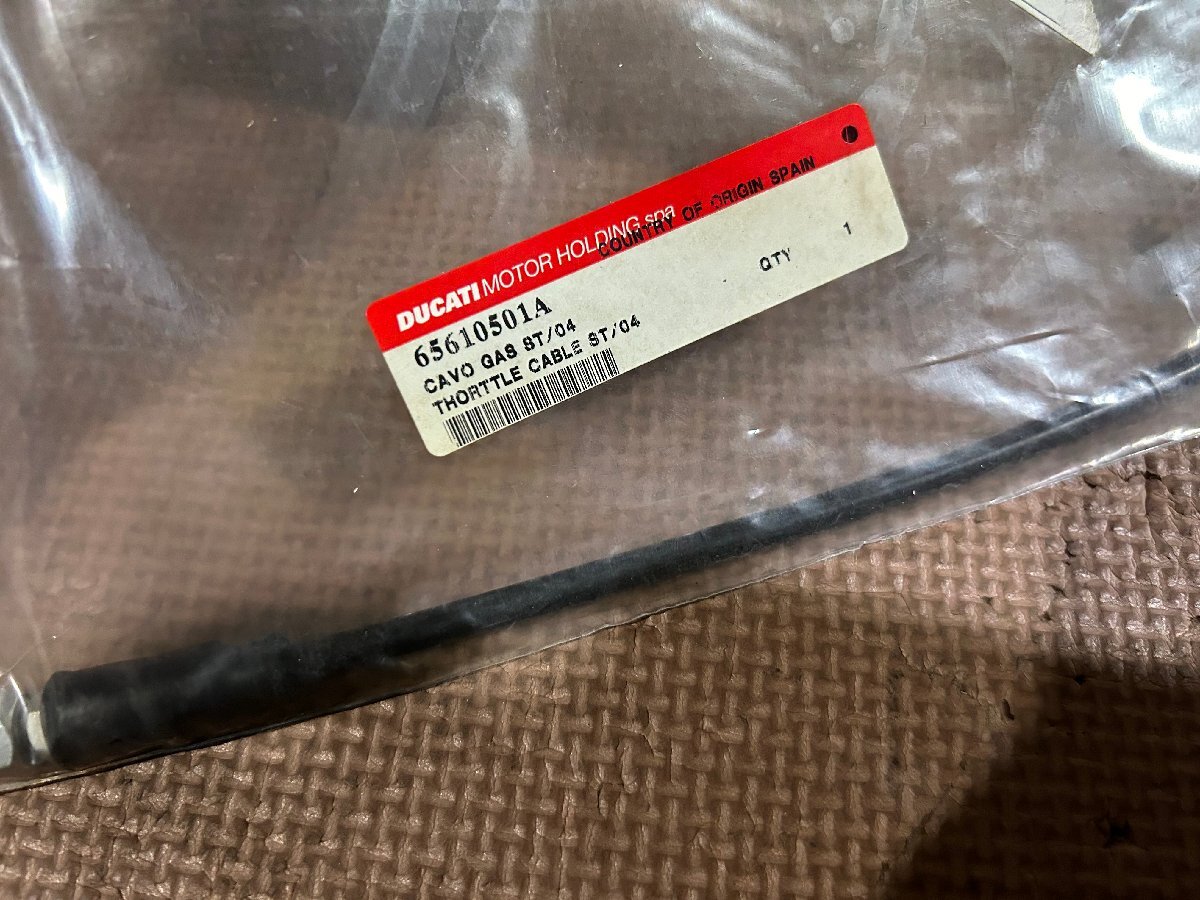 DUCATI MOTOR HOLDING spa
COUNTRY OF ORIGIN SPAIN
65610501A
QTY 1
CAVO GAS ST/04
THORTTLE CABLE ST/04